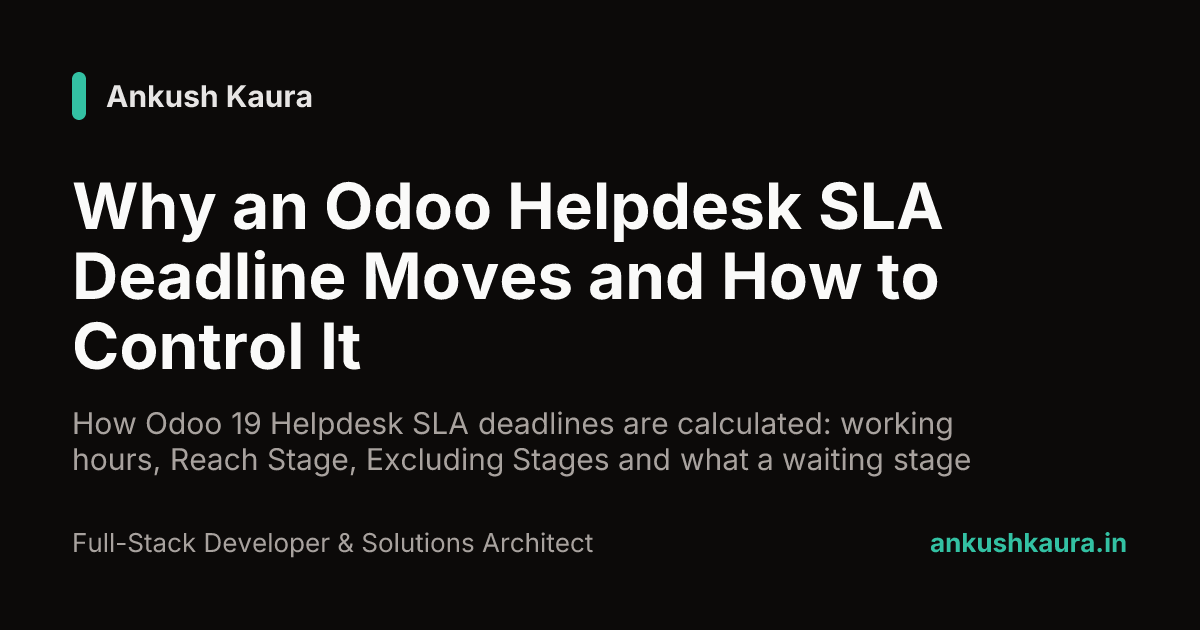 Ankush Kaura
Why an Odoo Helpdesk SLA
Deadline Moves and How to
Control It
How Odoo 19 Helpdesk SLA deadlines are calculated: working
hours, Reach Stage, Excluding Stages and what a waiting stage
Full-Stack Developer & Solutions Architect
ankushkaura.in